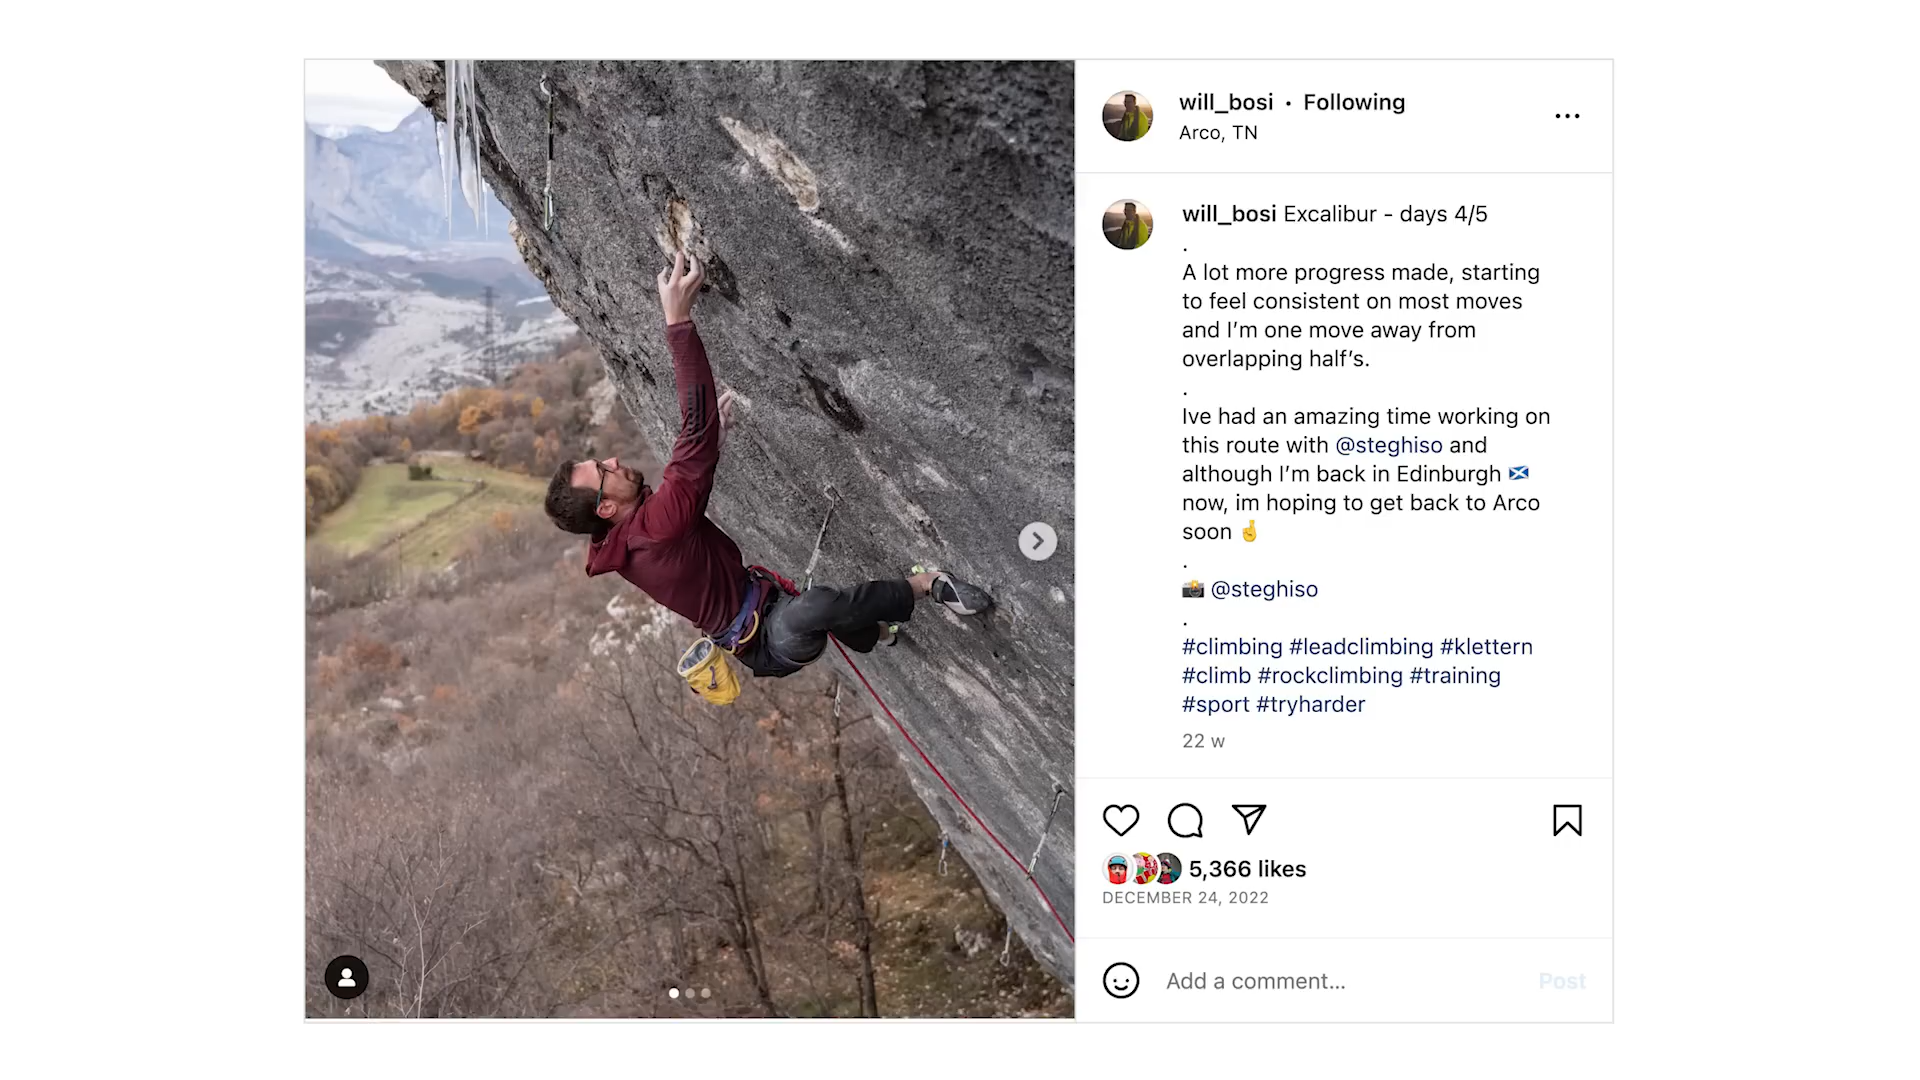 will_bosi • Following
Arco, TN
will_bosi Excalibur - days 4/5
.
A lot more progress made, starting
to feel consistent on most moves
and I’m one move away from
overlapping half’s.
.
Ive had an amazing time working on
this route with @steghiso and
although I’m back in Edinburgh 🏴󠁧󠁢󠁳󠁣󠁴󠁿
now, im hoping to get back to Arco
soon 🤞
.
📸 @steghiso
.
#climbing #leadclimbing #klettern
#climb #rockclimbing #training
#sport #tryharder
22 w
5,366 likes
DECEMBER 24, 2022
Add a comment...
Post